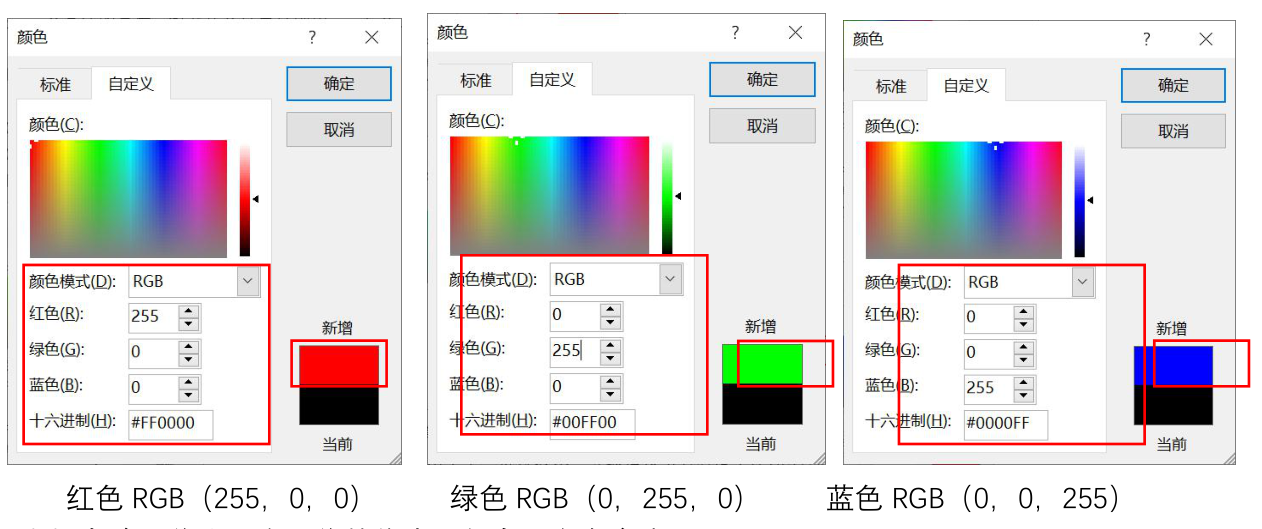 颜色 ? ×
标准 自定义 确定
颜色(C): 取消
颜色模式(D): RGB
红色(R): 255
绿色(G): 0
蓝色(B): 0
十六进制(H): #FF0000
新增
当前
颜色 ? ×
标准 自定义 确定
颜色(C): 取消
颜色模式(D): RGB
红色(R): 0
绿色(G): 255
蓝色(B): 0
十六进制(H): #00FF00
新增
当前
颜色 ? ×
标准 自定义 确定
颜色(C): 取消
颜色模式(D): RGB
红色(R): 0
绿色(G): 0
蓝色(B): 255
十六进制(H): #0000FF
新增
当前
红色 RGB（255，0，0） 绿色 RGB（0，255，0） 蓝色 RGB（0，0，255）